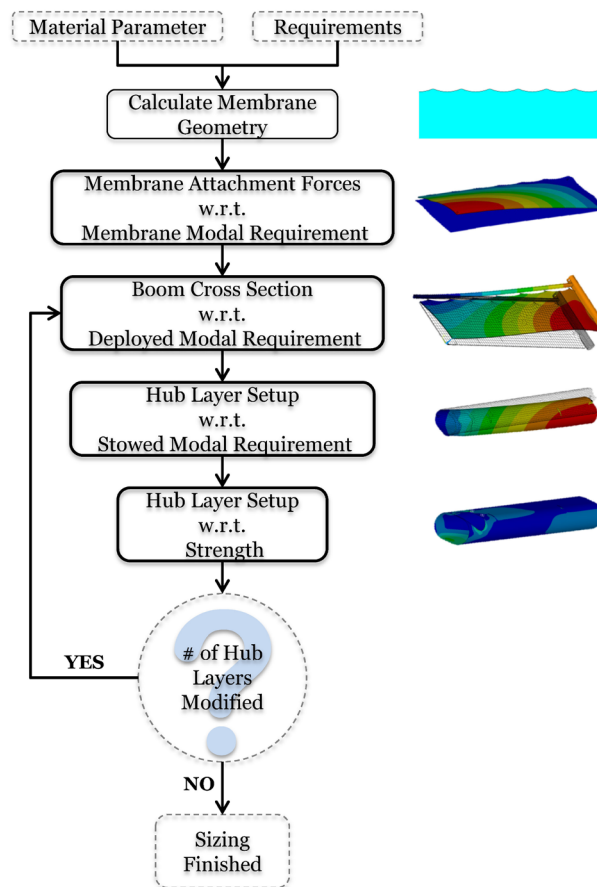 Material Parameter
Requirements
Calculate Membrane
Geometry
Membrane Attachment Forces
w.r.t.
Membrane Modal Requirement
Boom Cross Section
w.r.t.
Deployed Modal Requirement
Hub Layer Setup
w.r.t.
Stowed Modal Requirement
Hub Layer Setup
w.r.t.
Strength
?
# of Hub
Layers
Modified
YES
NO
Sizing
Finished